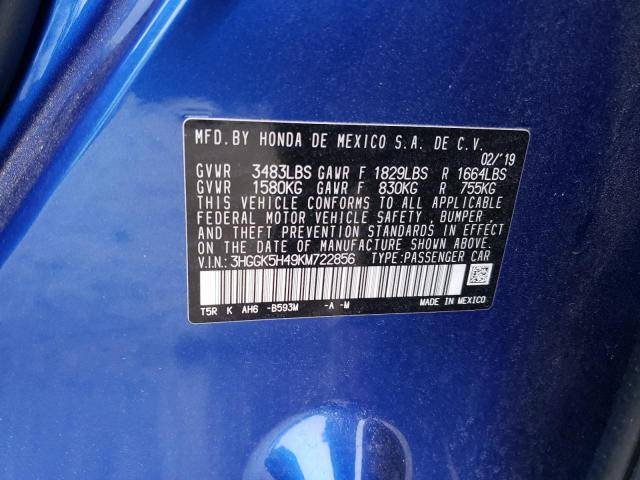 MFD.BY HONDA DE MEXICO S.A. DE C.V.
02/'19
GVWR 3483LBS GAWR F 1829LBS R 1664LBS
GVWR 1580KG GAWR F 830KG R 755KG
THIS VEHICLE CONFORMS TO ALL APPLICABLE
FEDERAL MOTOR VEHICLE SAFETY , BUMPER ,
AND THEFT PREVENTION STANDARDS IN EFFECT
ON THE DATE OF MANUFACTURE SHOWN ABOVE.
V.I.N: 3HGGK5H49KM722856 TYPE:PASSENGER CAR
T5R K AH6 -B593M -A -M MADE IN MEXICO